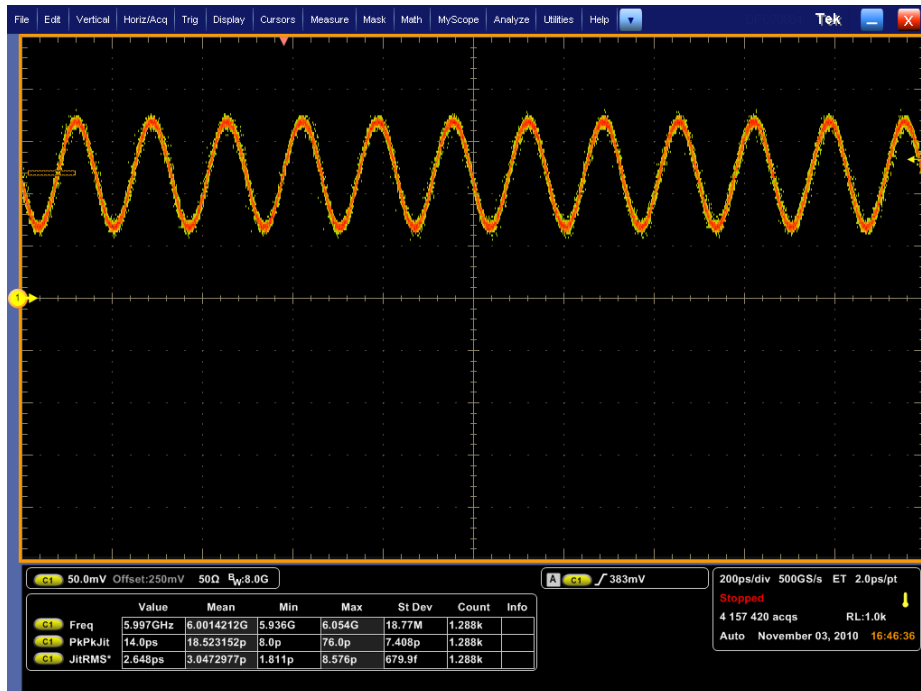 File Edit Vertical Horiz/Acq Trig Display Cursors Measure Mask Math MyScope Analyze Utilities Help Tek X
1
C1 50.0mV Offset:250mV 50Ω BW:8.0G
A C1 383mV
200ps/div 500GS/s ET 2.0ps/pt
Stopped
4 157 420 acqs RL:1.0k
Auto November 03, 2010 16:46:36
Value Mean Min Max St Dev Count Info
C1 Freq 5.997GHz 6.0014212G 5.936G 6.054G 18.77M 1.288k
C1 PkPkJit 14.0ps 18.523152p 8.0p 76.0p 7.408p 1.288k
C1 JitRMS* 2.648ps 3.0472977p 1.811p 8.576p 679.9f 1.288k